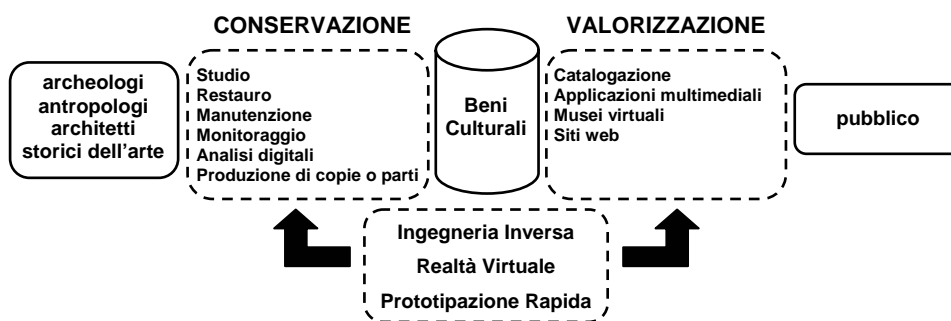 CONSERVAZIONE
VALORIZZAZIONE
archeologi
antropologi
architetti
storici dell'arte
Studio
Restauro
Manutenzione
Monitoraggio
Analisi digitali
Produzione di copie o parti
Beni
Culturali
Catalogazione
Applicazioni multimediali
Musei virtuali
Siti web
pubblico
Ingegneria Inversa
Realtà Virtuale
Prototipazione Rapida